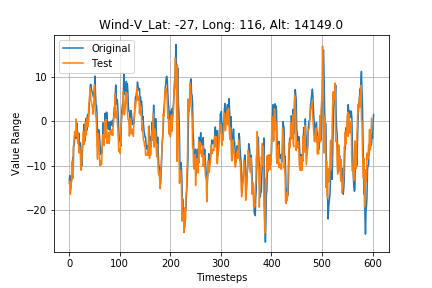 Wind-V_Lat: -27, Long: 116, Alt: 14149.0
Original
Test
Value Range
10
0
−10
−20
0 100 200 300 400 500 600
Timesteps